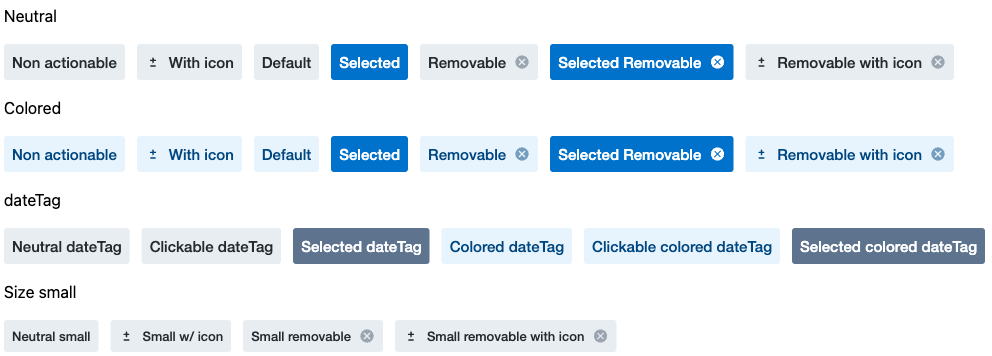 Neutral
Non actionable ± With icon Default Selected Removable Selected Removable ± Removable with icon
Colored
Non actionable ± With icon Default Selected Removable Selected Removable ± Removable with icon
dateTag
Neutral dateTag Clickable dateTag Selected dateTag Colored dateTag Clickable colored dateTag Selected colored dateTag
Size small
Neutral small ± Small w/ icon Small removable ± Small removable with icon